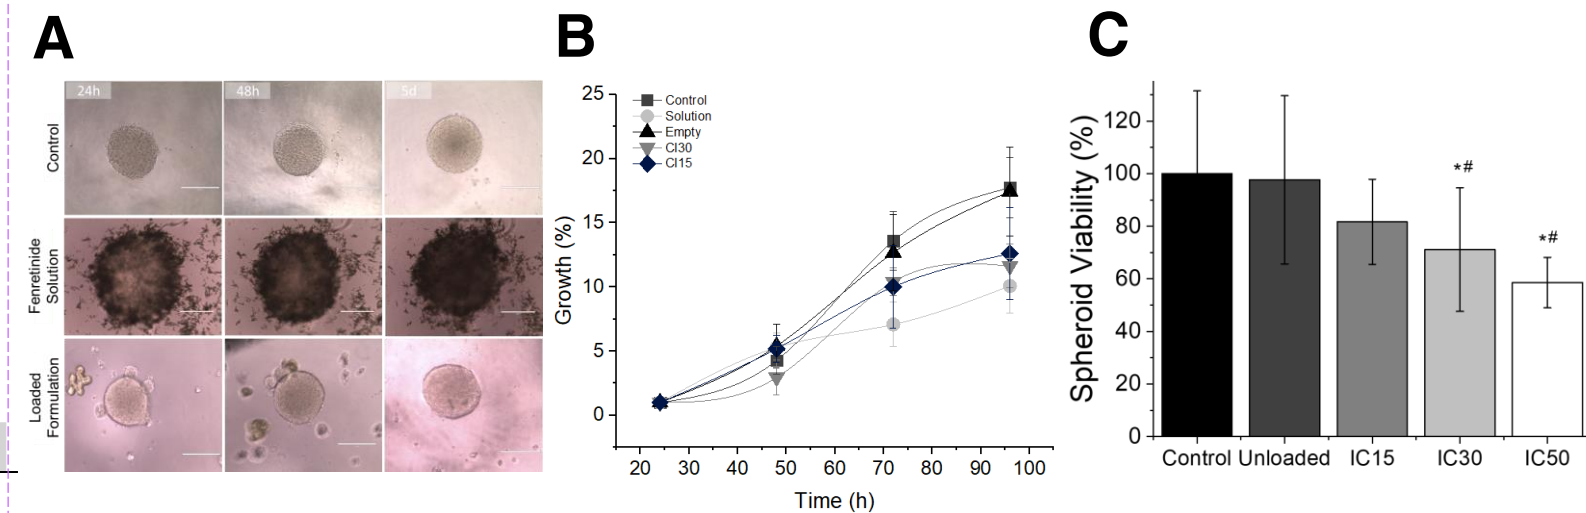 A
B
C
24h
48h
5d
Control
Fenretinide
Solution
Loaded
Formulation
Growth (%)
25
20
15
10
5
0
Control
Solution
Empty
CI30
CI15
20 30 40 50 60 70 80 90 100
Time (h)
Spheroid Viability (%)
120
100
80
60
40
20
0
*#
*#
Control Unloaded IC15 IC30 IC50